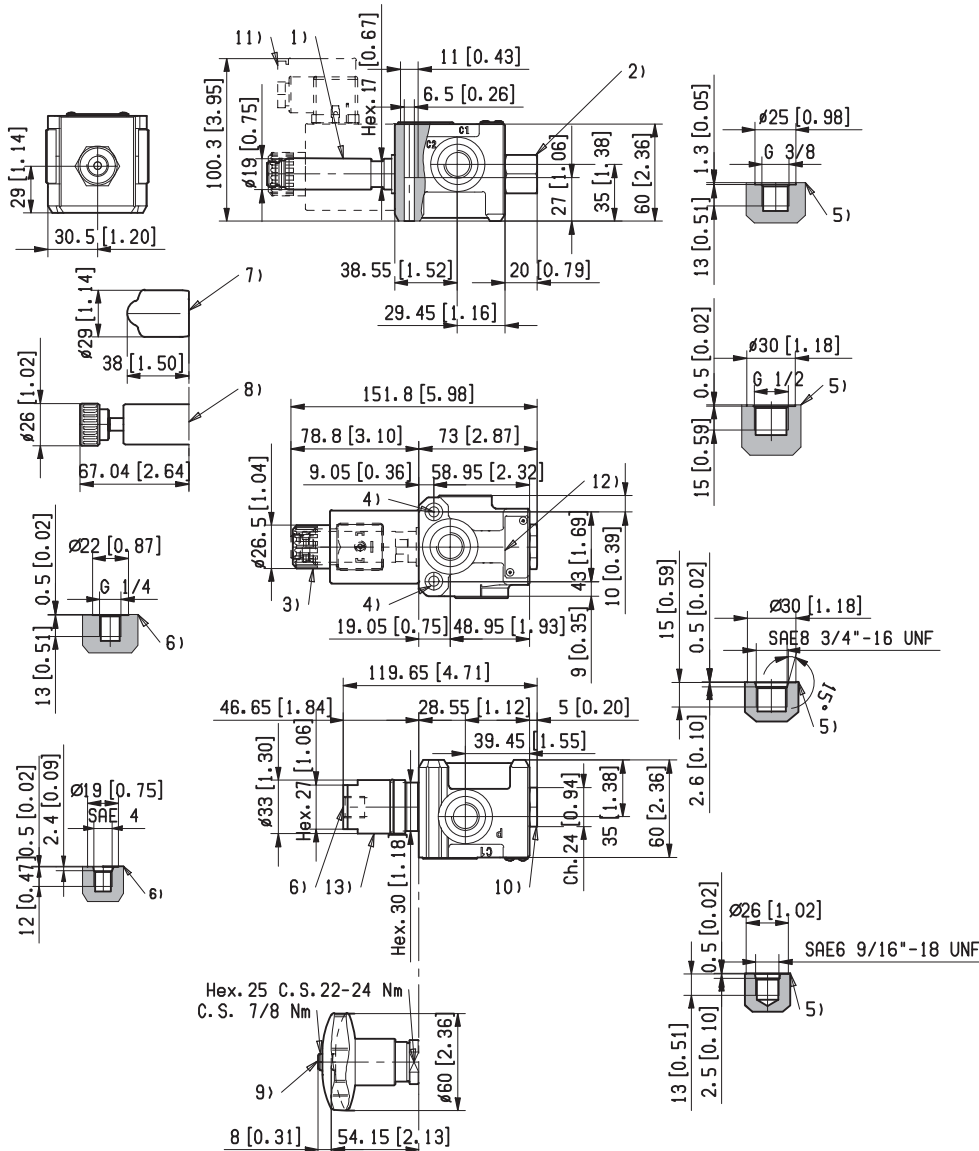 11)
1)
Hex. 17 [0.67]
11 [0.43]
6.5 [0.26]
2)
100.3 [3.95]
ø19 [0.75]
C1
C2
27 [1.06]
35 [1.38]
60 [2.36]
38.55 [1.52]
20 [0.79]
29.45 [1.16]
29 [1.14]
30.5 [1.20]
1.3 [0.05]
ø25 [0.98]
G 3/8
13 [0.51]
5)
ø29 [1.14]
7)
38 [1.50]
ø26 [1.02]
8)
67.04 [2.64]
0.5 [0.02]
ø30 [1.18]
G 1/2
15 [0.59]
5)
151.8 [5.98]
78.8 [3.10]
73 [2.87]
9.05 [0.36]
58.95 [2.32]
12)
4)
ø26.5 [1.04]
3)
4)
43 [1.69]
10 [0.39]
9 [0.35]
19.05 [0.75]
48.95 [1.93]
0.5 [0.02]
Ø22 [0.87]
G 1/4
13 [0.51]
6)
15 [0.59]
0.5 [0.02]
Ø30 [1.18]
SAE8 3/4"-16 UNF
15°
5)
2.6 [0.10]
119.65 [4.71]
46.65 [1.84]
28.55 [1.12]
5 [0.20]
39.45 [1.55]
ø33 [1.30]
Hex. 27 [1.06]
6)
13)
Hex. 30 [1.18]
P
C1
10)
Ch. 24 [0.94]
35 [1.38]
60 [2.36]
0.5 [0.02]
2.4 [0.09]
Ø19 [0.75]
SAE 4
12 [0.47]
6)
0.5 [0.02]
Ø26 [1.02]
SAE6 9/16"-18 UNF
5)
13 [0.51]
2.5 [0.10]
Hex. 25 C.S. 22-24 Nm
C.S. 7/8 Nm
9)
ø60 [2.36]
8 [0.31]
54.15 [2.13]